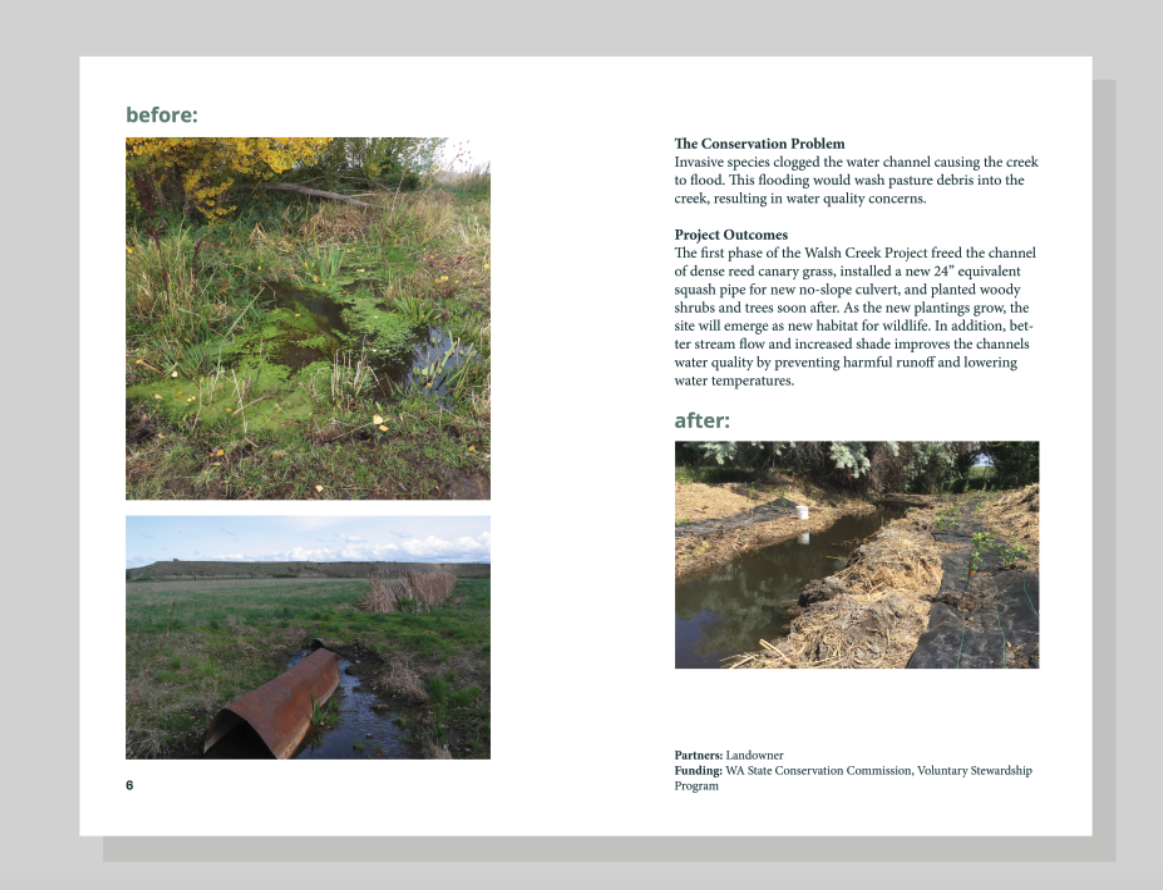 before:
The Conservation Problem
Invasive species clogged the water channel causing the creek
to flood. This flooding would wash pasture debris into the
creek, resulting in water quality concerns.
Project Outcomes
The first phase of the Walsh Creek Project freed the channel
of dense reed canary grass, installed a new 24” equivalent
squash pipe for new no-slope culvert, and planted woody
shrubs and trees soon after. As the new plantings grow, the
site will emerge as new habitat for wildlife. In addition, bet-
ter stream flow and increased shade improves the channels
water quality by preventing harmful runoff and lowering
water temperatures.
after:
Partners: Landowner
Funding: WA State Conservation Commission, Voluntary Stewardship
Program
6